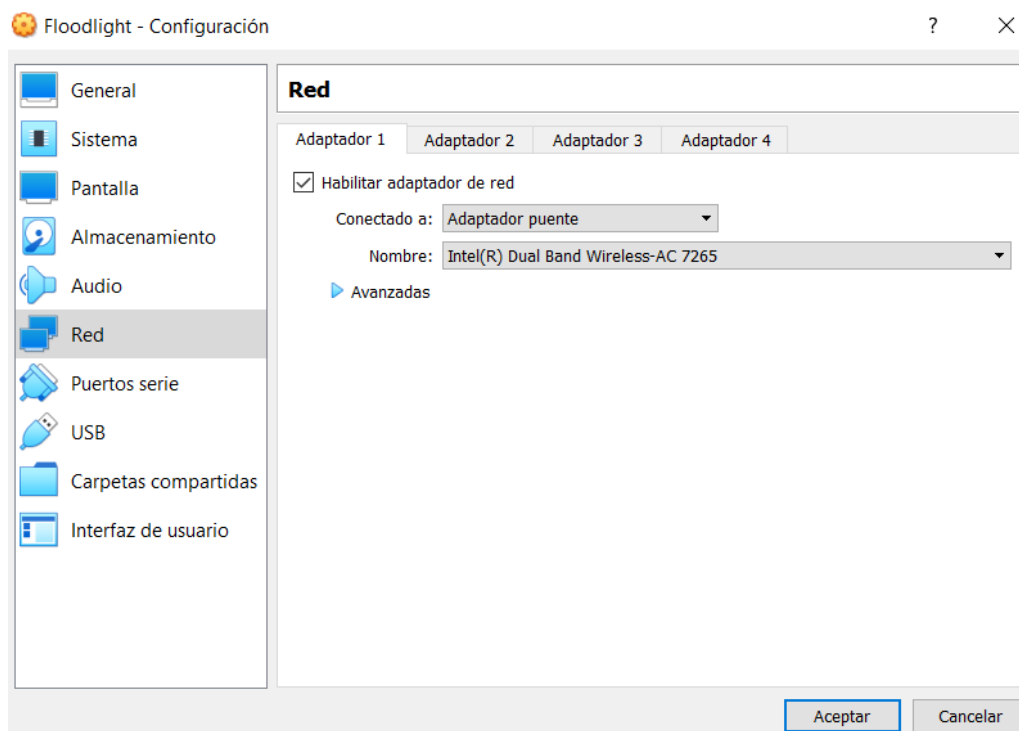 Floodlight - Configuración
?
General
Sistema
Pantalla
Almacenamiento
Audio
Red
Puertos serie
USB
Carpetas compartidas
Interfaz de usuario
Red
Adaptador 1 Adaptador 2 Adaptador 3 Adaptador 4
Habilitar adaptador de red
Conectado a: Adaptador puente
Nombre: Intel(R) Dual Band Wireless-AC 7265
Avanzadas
Aceptar Cancelar